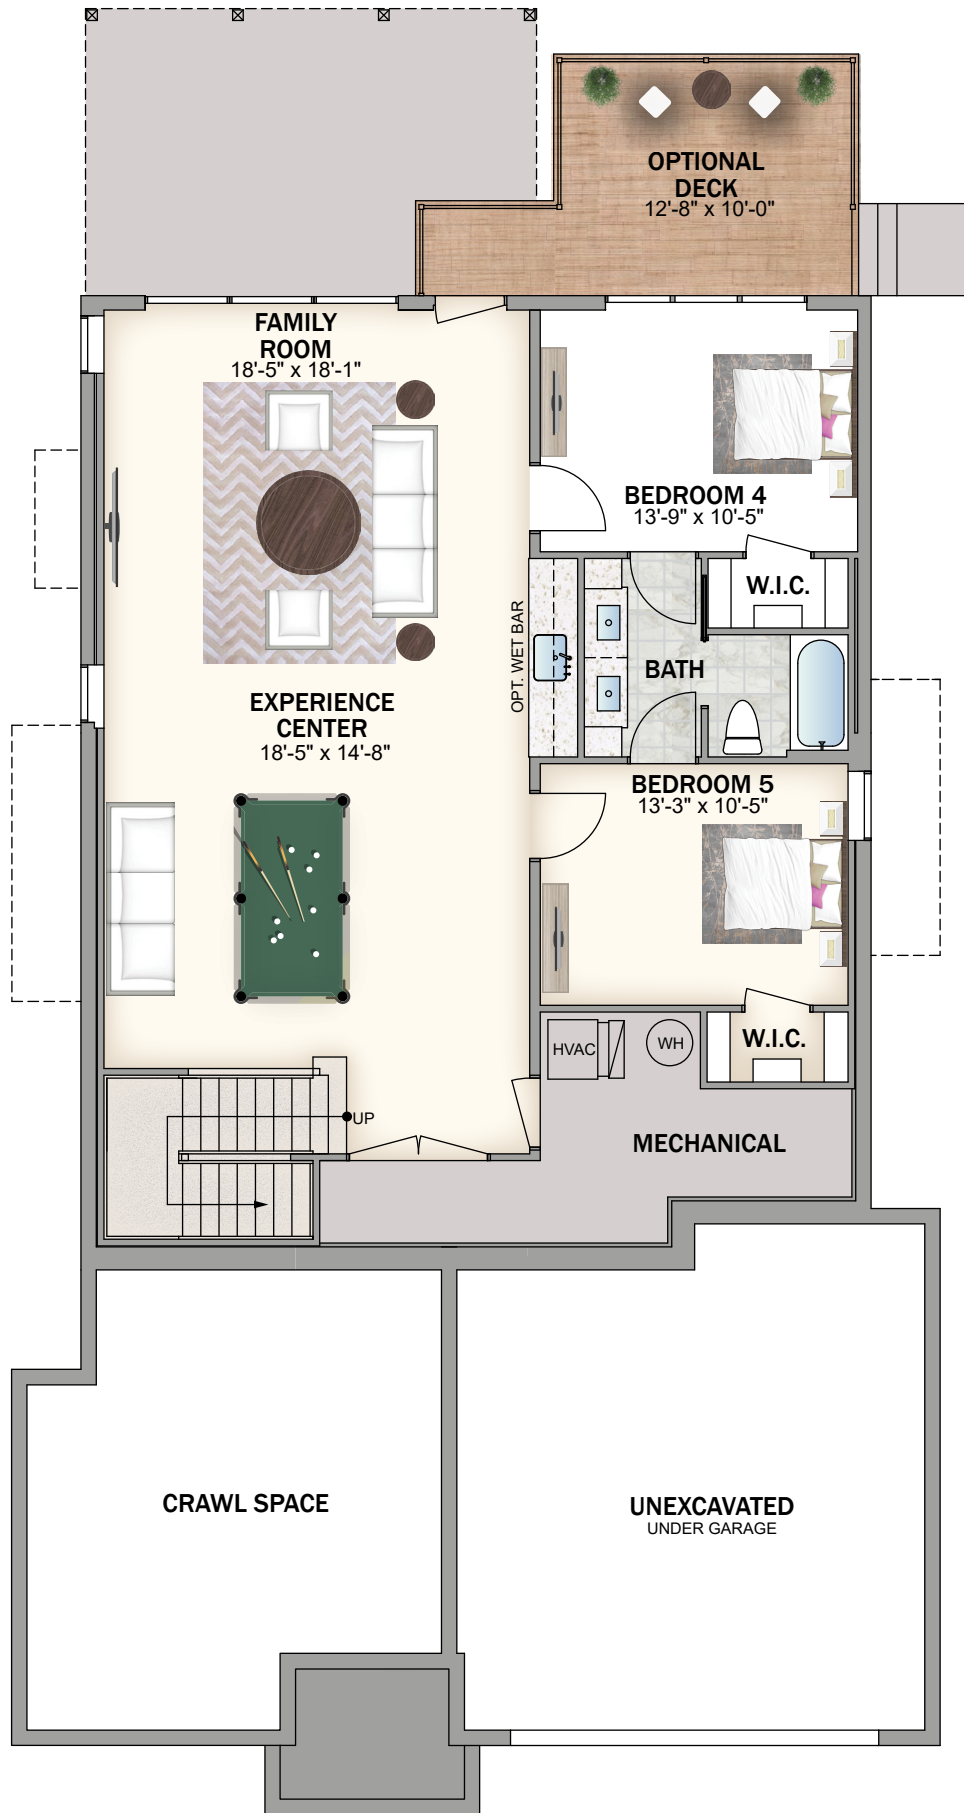 OPTIONAL
DECK
12'-8" x 10'-0"
FAMILY
ROOM
18'-5" x 18'-1"
BEDROOM 4
13'-9" x 10'-5"
W.I.C.
OPT. WET BAR
BATH
EXPERIENCE
CENTER
18'-5" x 14'-8"
BEDROOM 5
13'-3" x 10'-5"
HVAC
WH
W.I.C.
UP
MECHANICAL
CRAWL SPACE
UNEXCAVATED
UNDER GARAGE